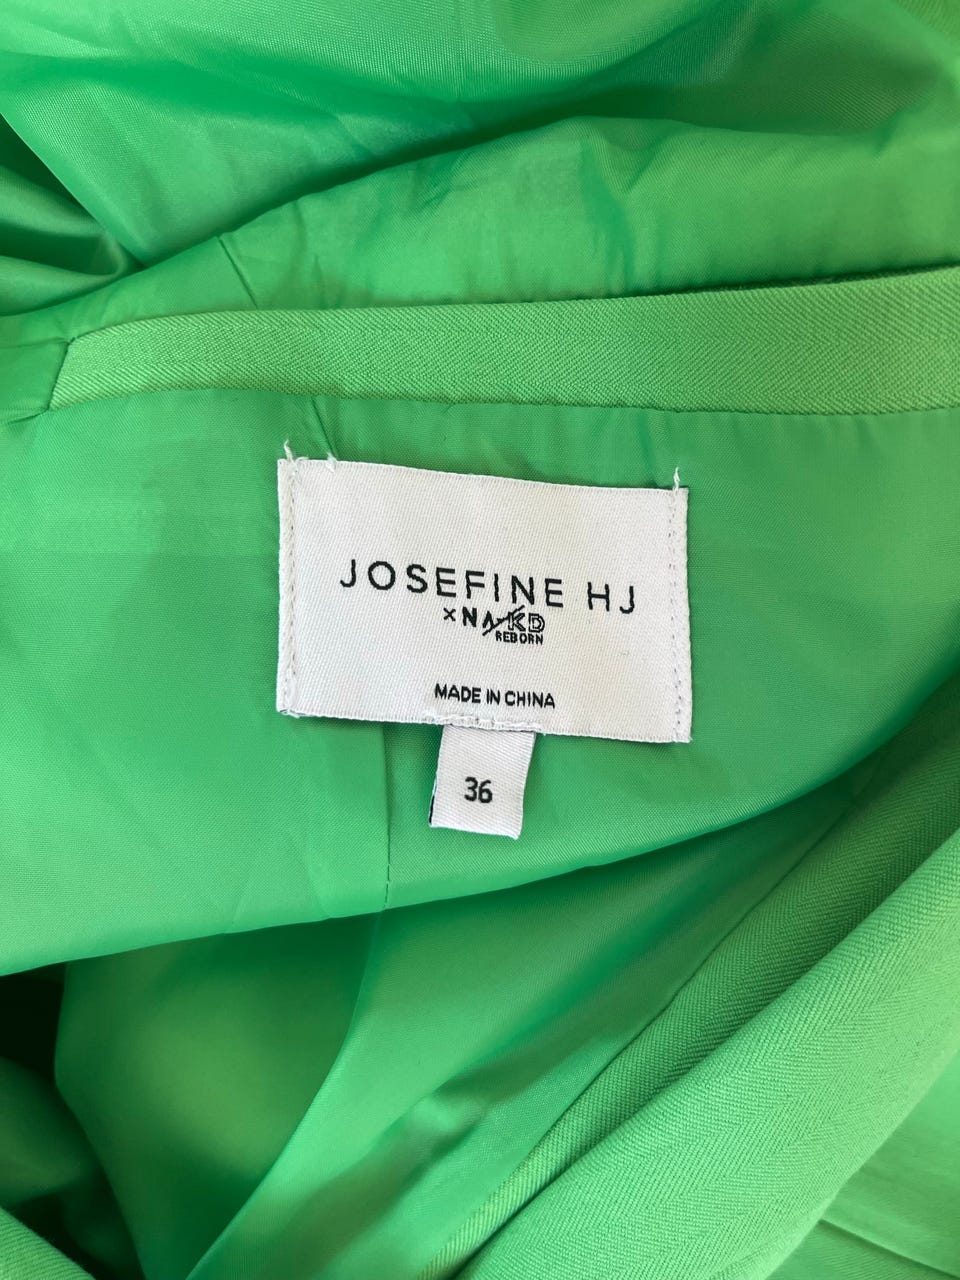 JOSEFINE HJ
× NA-KD
REBORN
MADE IN CHINA
36